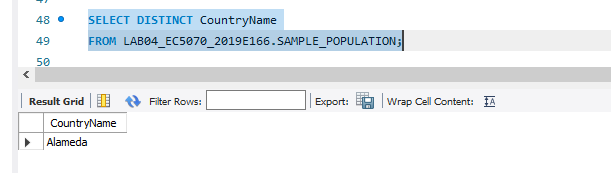 48 SELECT DISTINCT CountryName
49 FROM LAB04_EC5070_2019E166.SAMPLE_POPULATION;
50
Result Grid Filter Rows: Export: Wrap Cell Content: IA
CountryName
Alameda